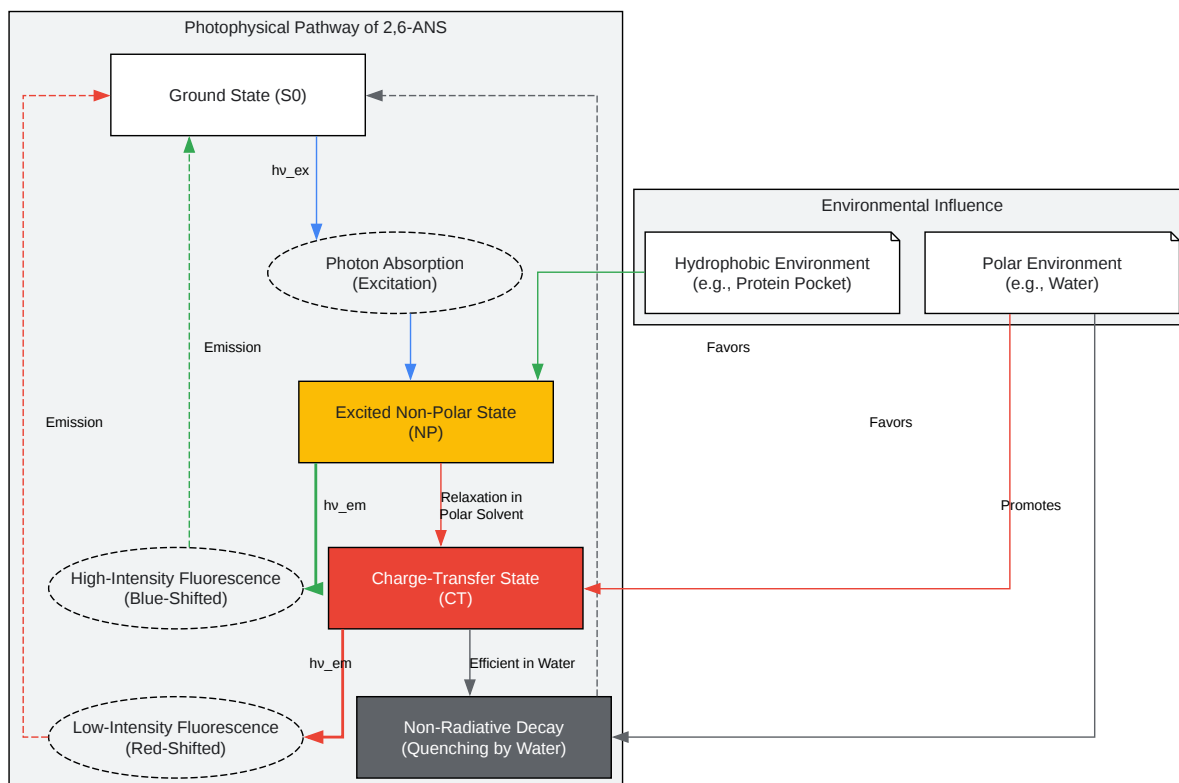 Photophysical Pathway of 2,6-ANS
Ground State (S0)
hν_ex
Environmental Influence
Photon Absorption
(Excitation)
Hydrophobic Environment
(e.g., Protein Pocket)
Polar Environment
(e.g., Water)
Emission
Favors
Excited Non-Polar State
(NP)
Emission
Favors
hν_em
Relaxation in
Polar Solvent
Promotes
High-Intensity Fluorescence
(Blue-Shifted)
Charge-Transfer State
(CT)
hν_em
Efficient in Water
Low-Intensity Fluorescence
(Red-Shifted)
Non-Radiative Decay
(Quenching by Water)